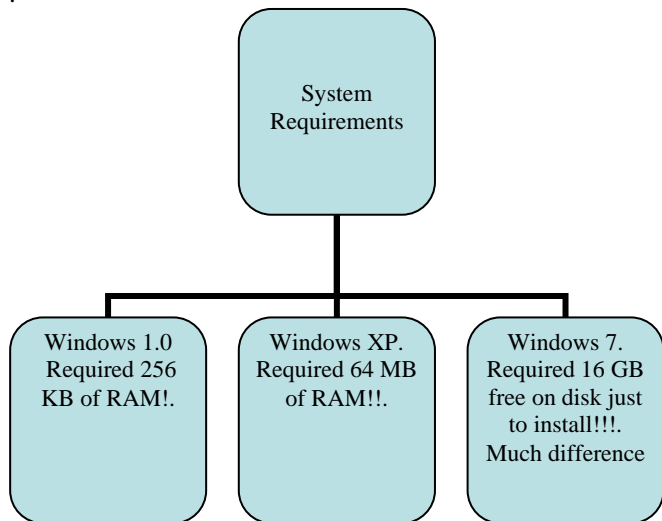 System
Requirements
Windows 1.0
Required 256
KB of RAM!.
Windows XP.
Required 64 MB
of RAM!!.
Windows 7.
Required 16 GB
free on disk just
to install!!!.
Much difference